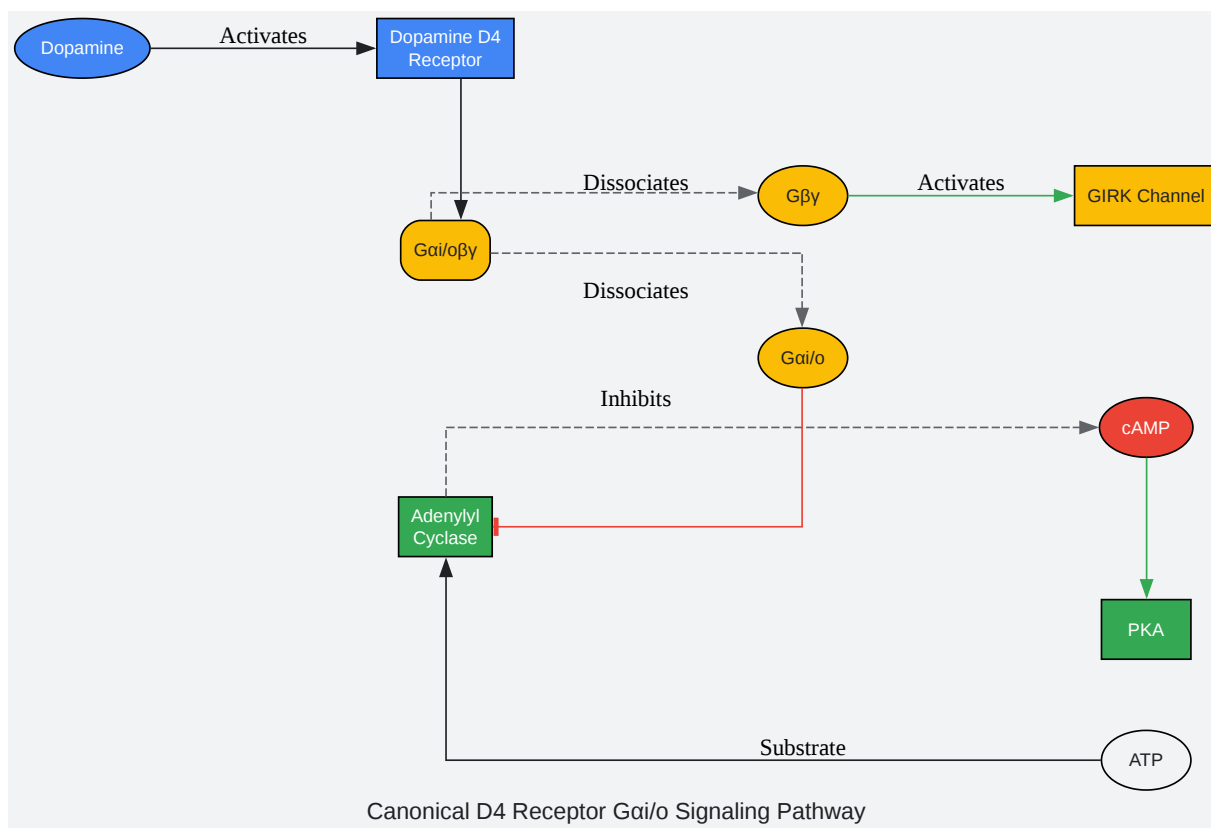 Dopamine
Activates
Dopamine D4
Receptor
Dissociates
Gβγ
Activates
GIRK Channel
Gαi/oβγ
Dissociates
Gαi/o
Inhibits
cAMP
Adenylyl
Cyclase
PKA
Substrate
ATP
Canonical D4 Receptor Gαi/o Signaling Pathway